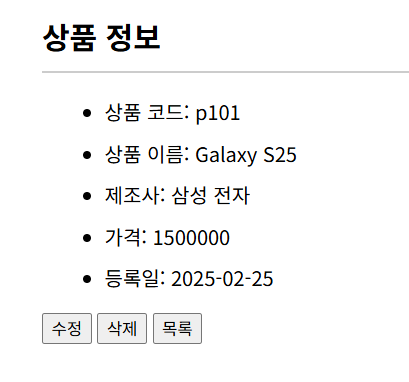 상품 정보
상품 코드: p101
상품 이름: Galaxy S25
제조사: 삼성 전자
가격: 1500000
등록일: 2025-02-25
수정 삭제 목록